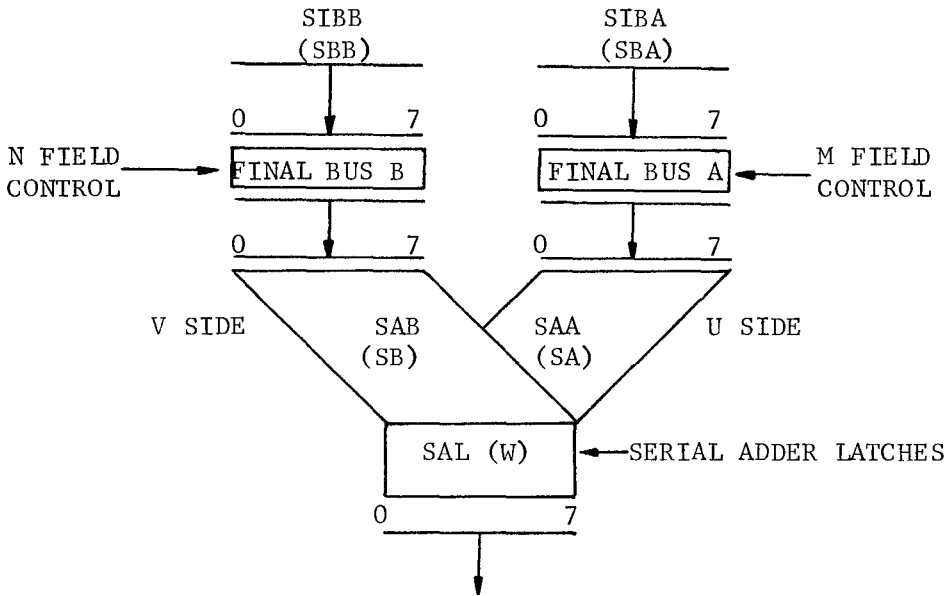 SIBB
(SBB)
SIBA
(SBA)
0 7
0 7
N FIELD
CONTROL
FINAL BUS B
FINAL BUS A
M FIELD
CONTROL
0 7
0 7
V SIDE
SAB
(SB)
SAA
(SA)
U SIDE
SAL (W)
SERIAL ADDER LATCHES
0 7